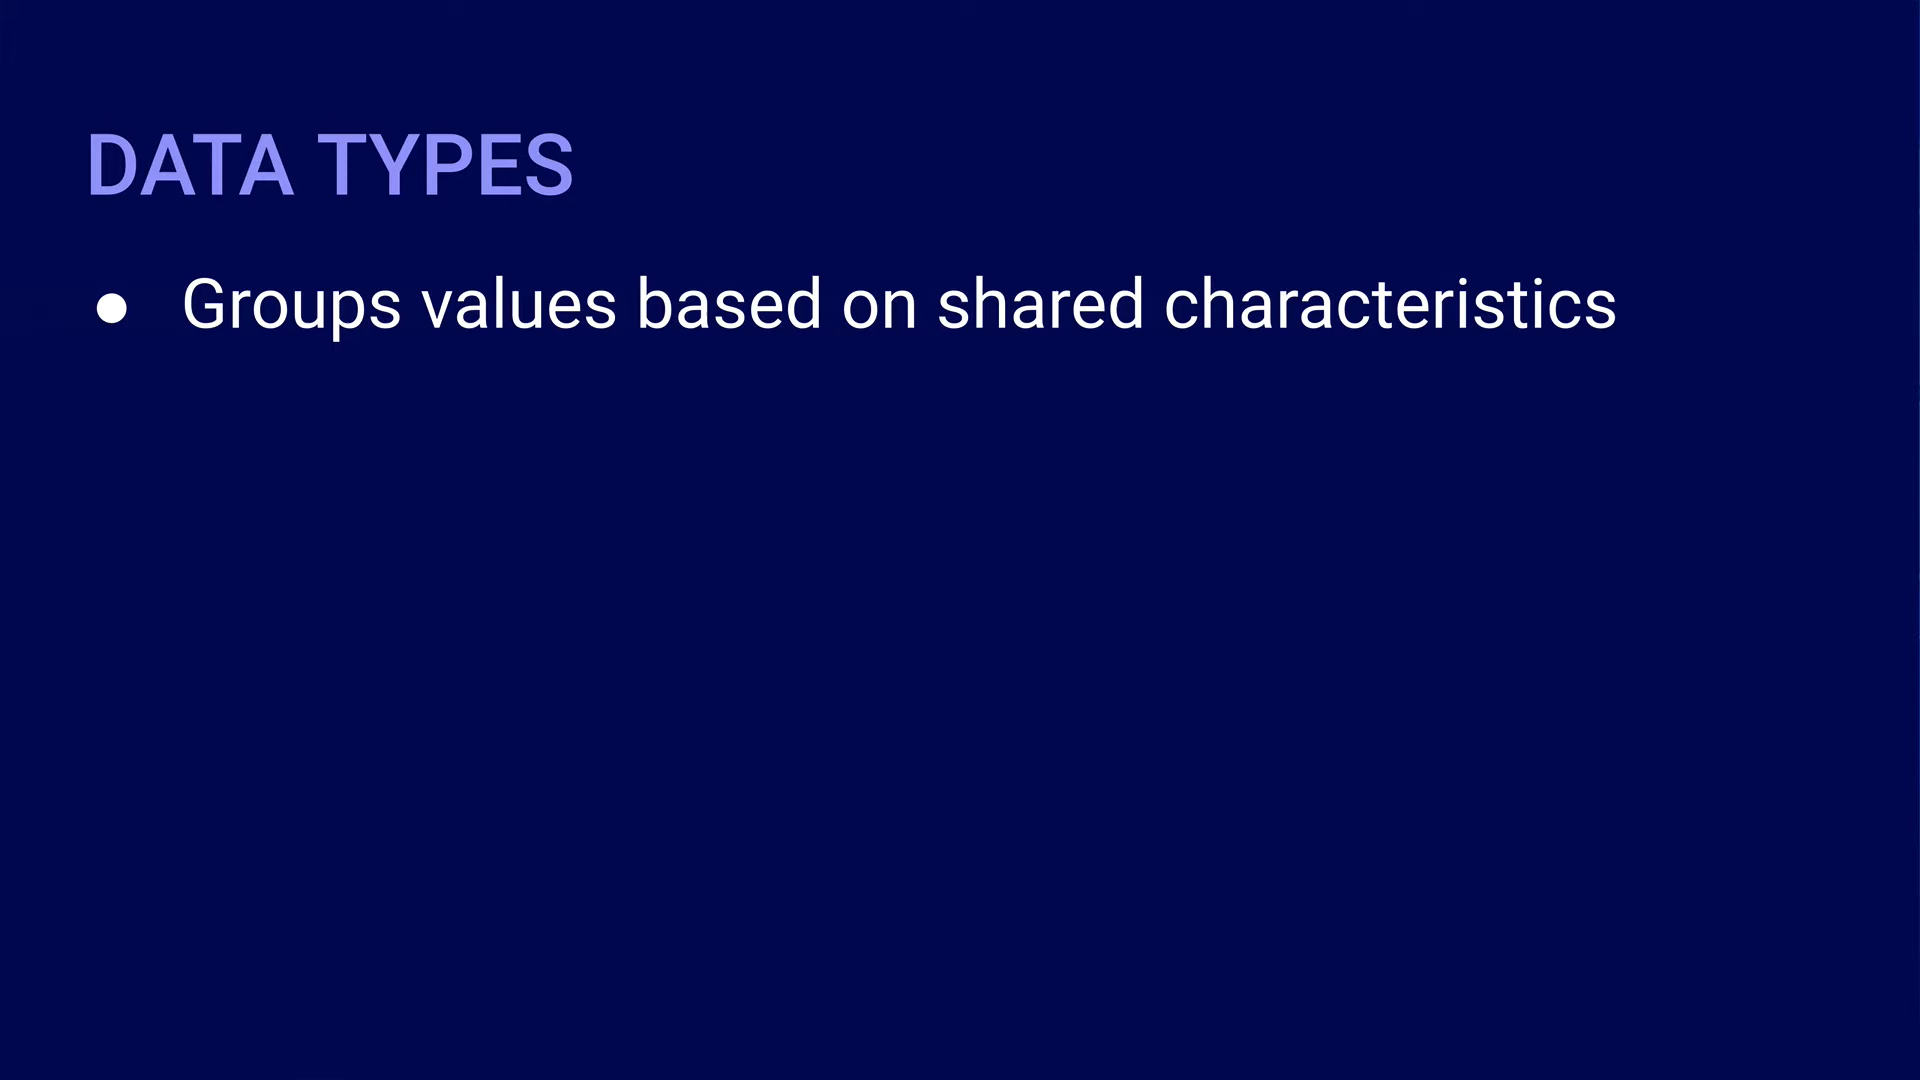 DATA TYPES
● Groups values based on shared characteristics